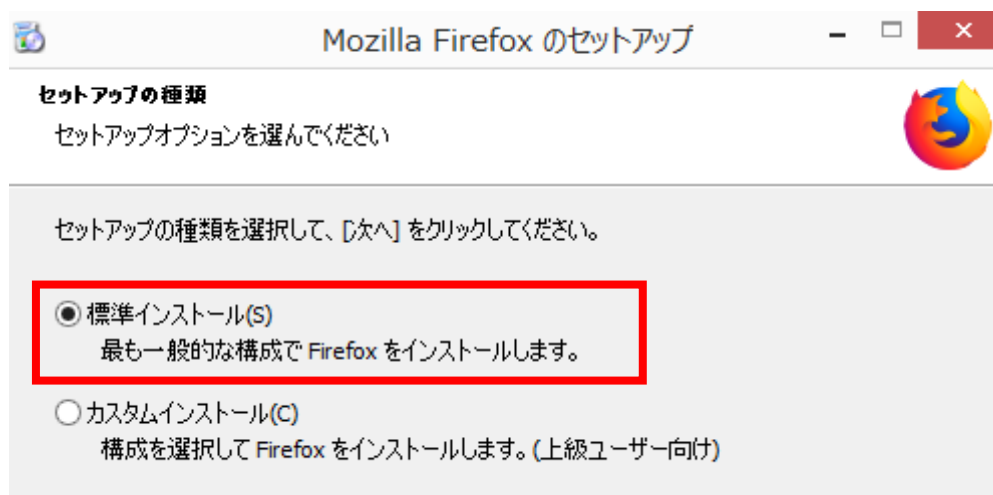 Mozilla Firefox のセットアップ
セットアップの種類
セットアップオプションを選んでください
セットアップの種類を選択して、[次へ] をクリックしてください。
標準インストール(S)
最も一般的な構成で Firefox をインストールします。
カスタムインストール(C)
構成を選択して Firefox をインストールします。(上級ユーザー向け)